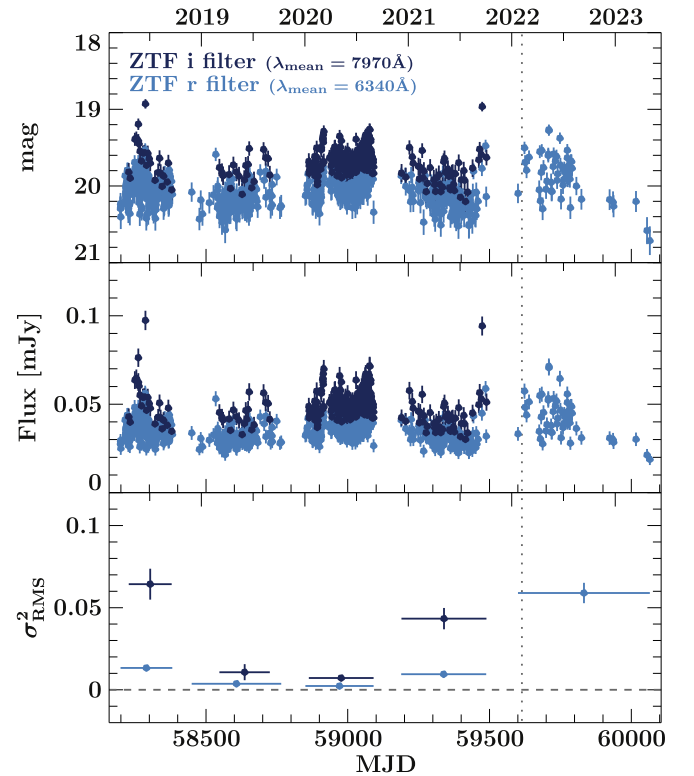 2019 2020 2021 2022 2023
18
ZTF i filter (λmean = 7970Å)
ZTF r filter (λmean = 6340Å)
19
mag
20
21
0.1
Flux [mJy]
0.05
0
0.1
σ²RMS
0.05
0
58500 59000 59500 60000
MJD